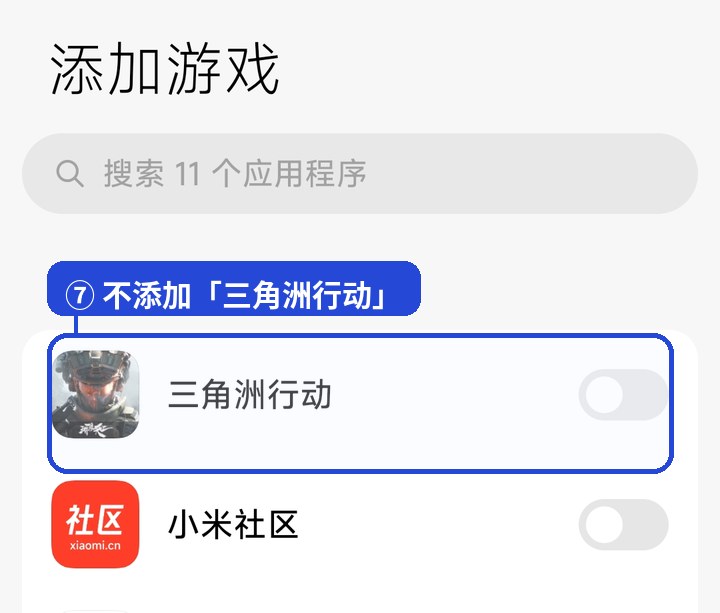 添加游戏
搜索 11 个应用程序
⑦ 不添加「三角洲行动」
三角洲行动
社区
xiaomi.cn
小米社区